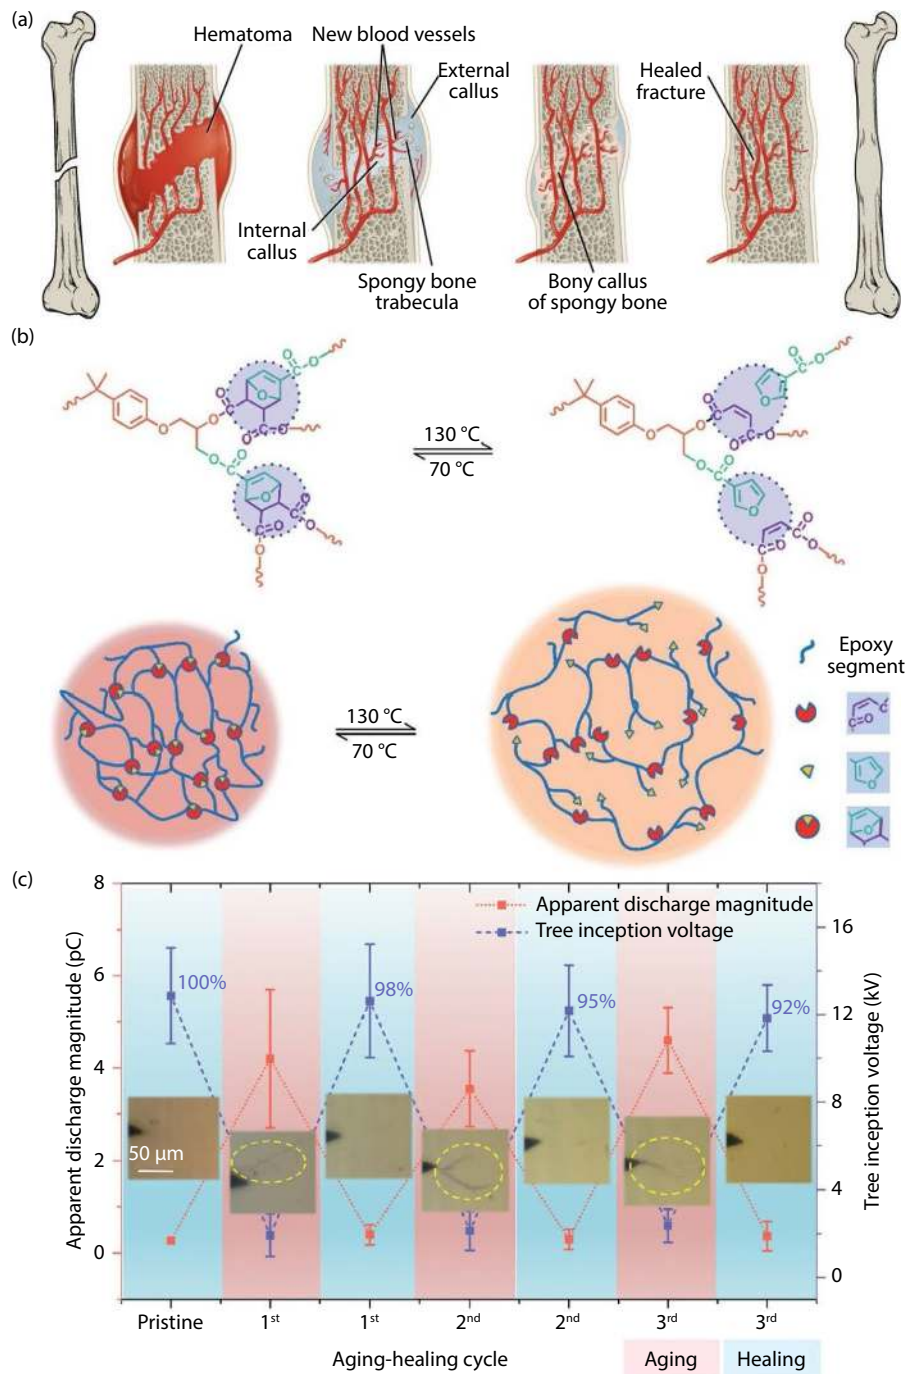 (a)
Hematoma
New blood vessels
External
callus
Healed
fracture
Internal
callus
Spongy bone
trabecula
Bony callus
of spongy bone
(b)
O
O
O
C
O
O
C
O
C
O
O
C
O
O
C
O
C
O
130 °C
70 °C
O
C
O
O
O
C
O
O
C
O
O
C
O
O
C
O
C
O
O
130 °C
70 °C
Epoxy
segment
C
C
O
O
O
(c)
Apparent discharge magnitude
Tree inception voltage
8
6
4
2
0
Apparent discharge magnitude (pC)
16
12
8
4
0
Tree inception voltage (kV)
100%
98%
95%
92%
50 µm
Pristine
1st
1st
2nd
2nd
3rd
3rd
Aging-healing cycle
Aging
Healing